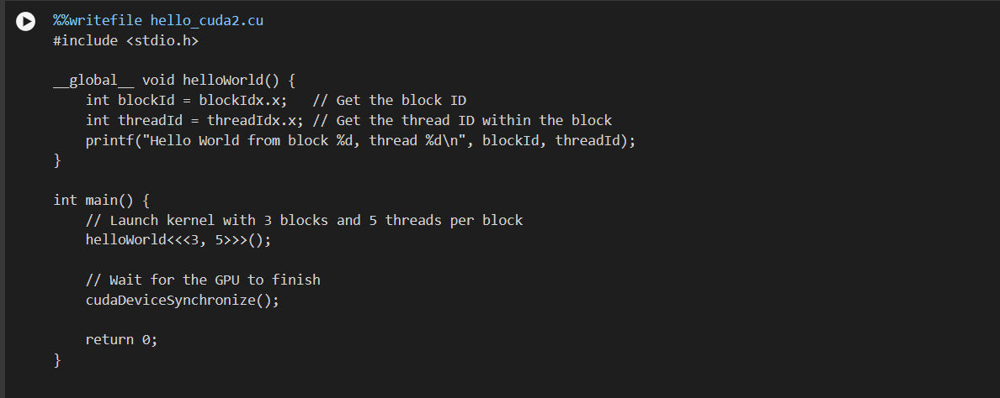 %%writefile hello_cuda2.cu
#include <stdio.h>
__global__ void helloWorld() {
    int blockId = blockIdx.x;   // Get the block ID
    int threadId = threadIdx.x; // Get the thread ID within the block
    printf("Hello World from block %d, thread %d\n", blockId, threadId);
}
int main() {
    // Launch kernel with 3 blocks and 5 threads per block
    helloWorld<<<3, 5>>>();
    // Wait for the GPU to finish
    cudaDeviceSynchronize();
    return 0;
}